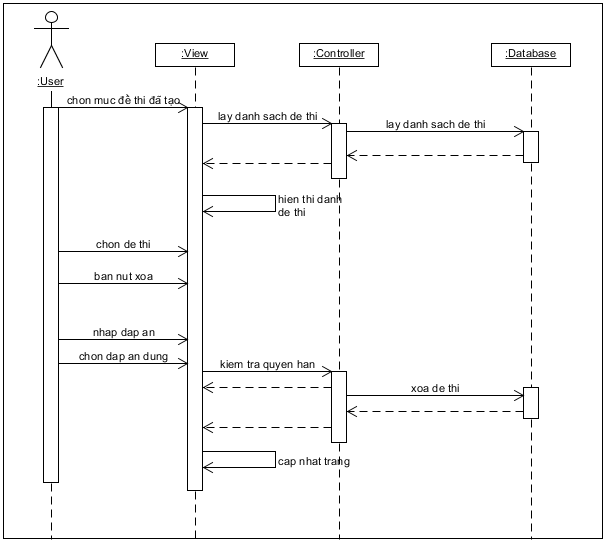 :View
:Controller
:Database
:User
chon muc đề thi đã tạo
lay danh sach de thi
lay danh sach de thi
hien thi danh
de thi
chon de thi
ban nut xoa
nhap dap an
chon dap an dung
kiem tra quyen han
xoa de thi
cap nhat trang